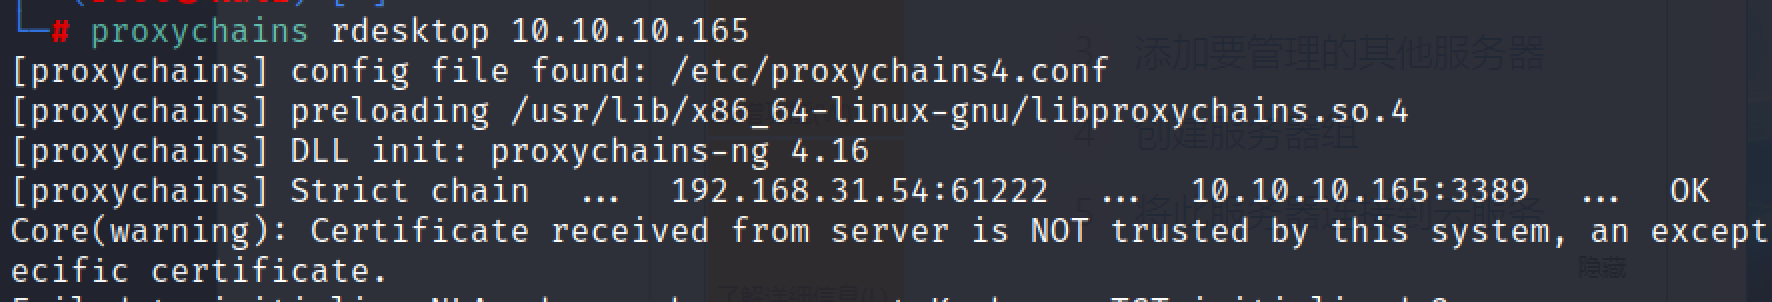 └─# proxychains rdesktop 10.10.10.165
[proxychains] config file found: /etc/proxychains4.conf
[proxychains] preloading /usr/lib/x86_64-linux-gnu/libproxychains.so.4
[proxychains] DLL init: proxychains-ng 4.16
[proxychains] Strict chain ... 192.168.31.54:61222 ... 10.10.10.165:3389 ... OK
Core(warning): Certificate received from server is NOT trusted by this system, an except
ecific certificate.
3 添加要管理的其他服务器
4 创建服务器组
隐藏